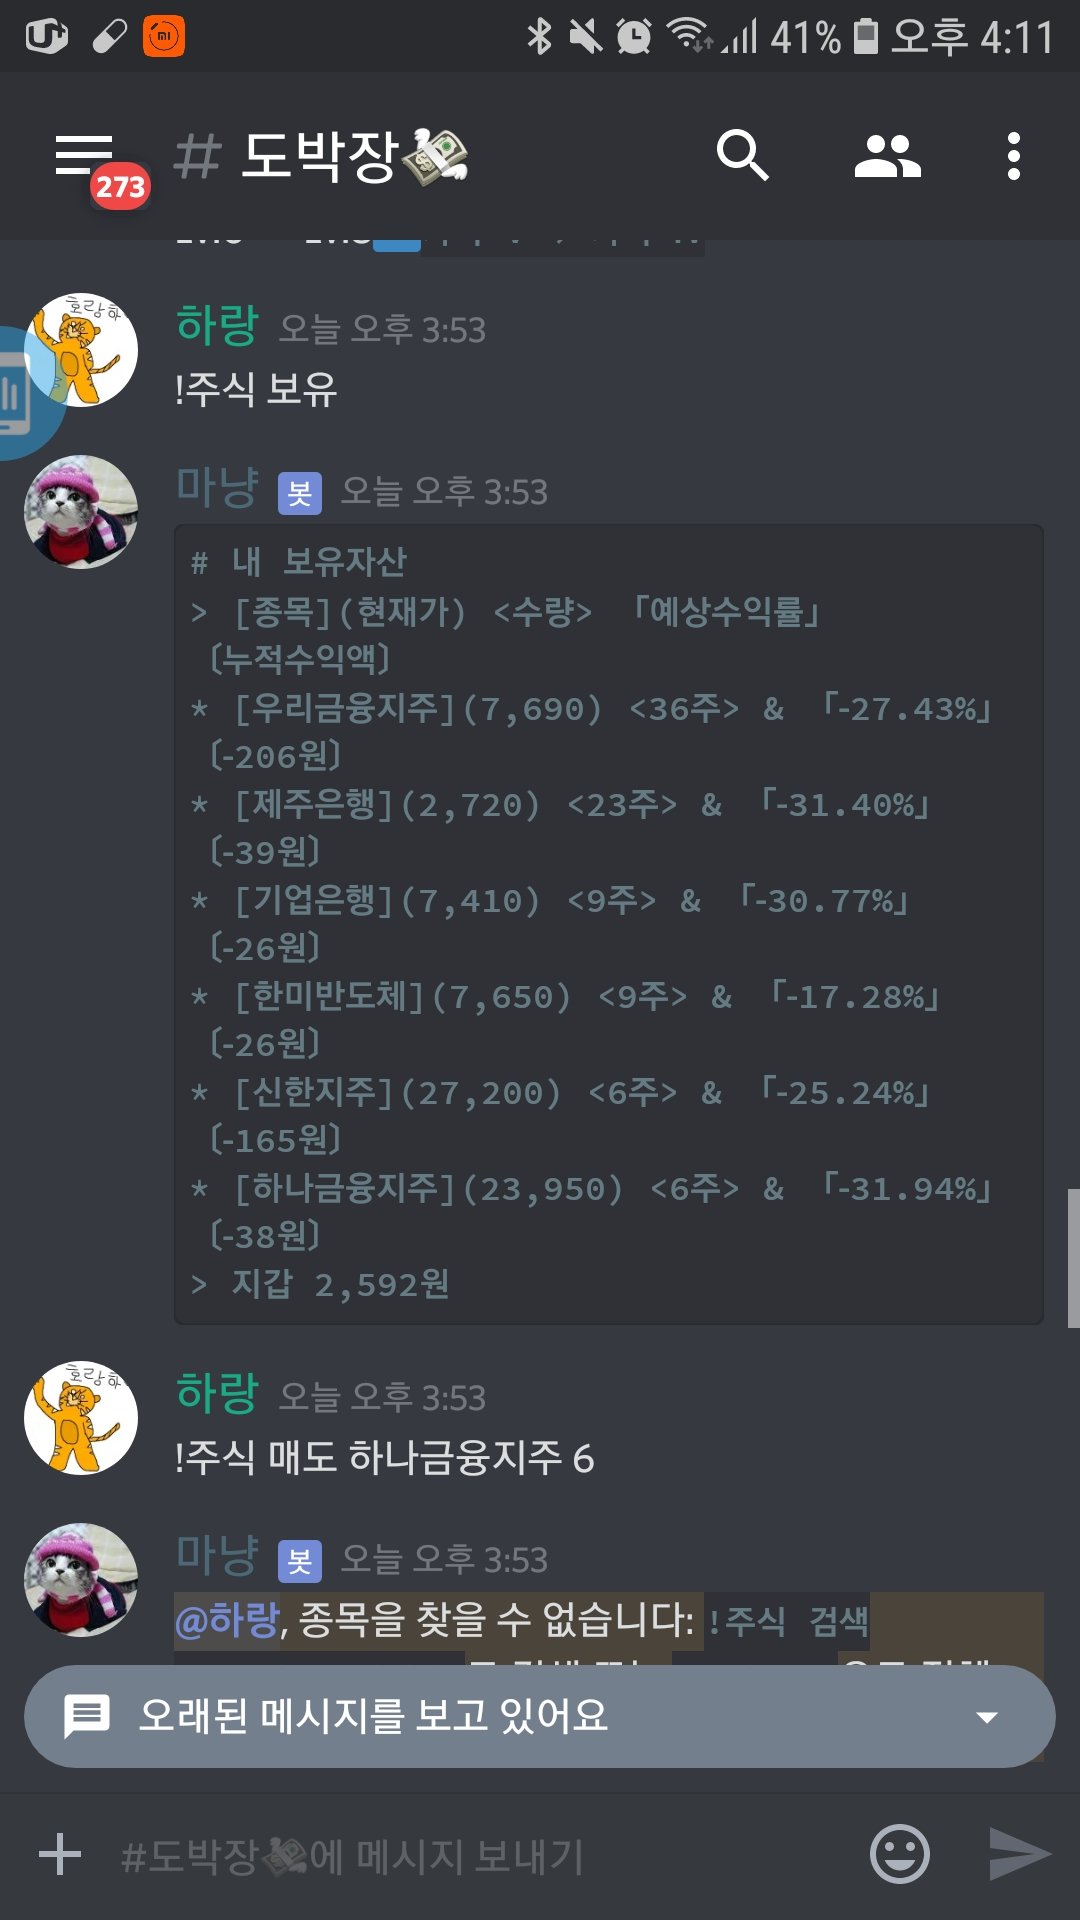 41% 오후 4:11
273
# 도박장
하랑 오늘 오후 3:53
!주식 보유
마냥 봇 오늘 오후 3:53
# 내 보유자산
> [종목](현재가) <수량> 「예상수익률」
〔누적수익액〕
* [우리금융지주](7,690) <36주> & 「-27.43%」
〔-206원〕
* [제주은행](2,720) <23주> & 「-31.40%」
〔-39원〕
* [기업은행](7,410) <9주> & 「-30.77%」
〔-26원〕
* [한미반도체](7,650) <9주> & 「-17.28%」
〔-26원〕
* [신한지주](27,200) <6주> & 「-25.24%」
〔-165원〕
* [하나금융지주](23,950) <6주> & 「-31.94%」
〔-38원〕
> 지갑 2,592원
하랑 오늘 오후 3:53
!주식 매도 하나금융지주 6
마냥 봇 오늘 오후 3:53
@하랑, 종목을 찾을 수 없습니다: !주식 검색
오래된 메시지를 보고 있어요
#도박장에 메시지 보내기